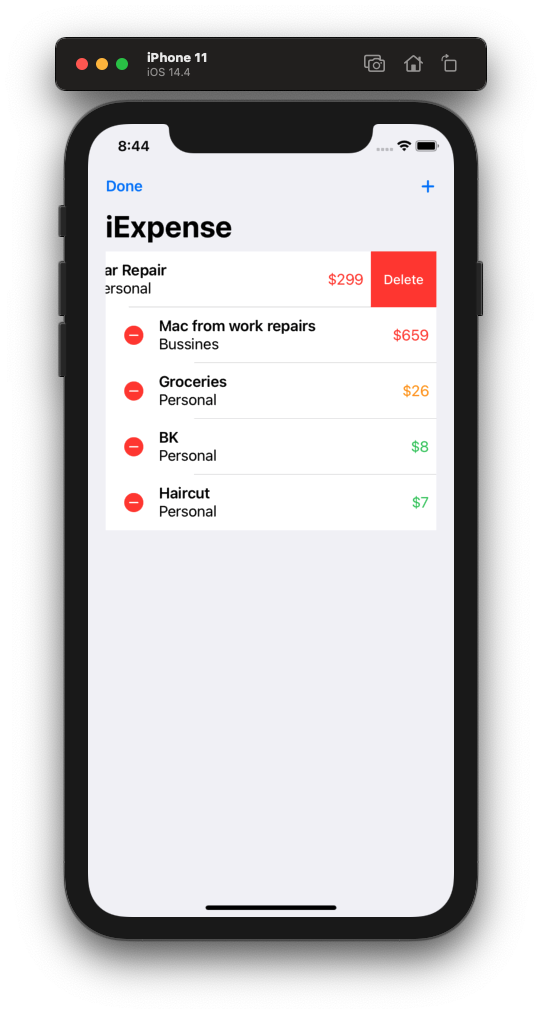 iPhone 11
iOS 14.4
8:44
Done +
iExpense
ar Repair
ersonal
$299
Delete
Mac from work repairs
Bussines
$659
Groceries
Personal
$26
BK
Personal
$8
Haircut
Personal
$7